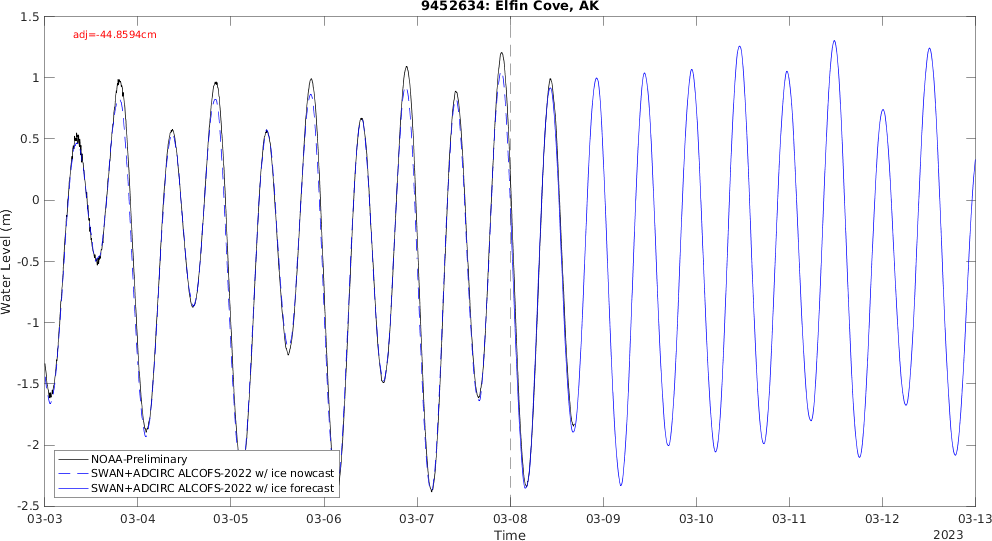 9452634: Elfin Cove, AK
adj=-44.8594cm
1.5
1
0.5
0
-0.5
-1
-1.5
-2
-2.5
Water Level (m)
NOAA-Preliminary
SWAN+ADCIRC ALCOFS-2022 w/ ice nowcast
SWAN+ADCIRC ALCOFS-2022 w/ ice forecast
03-03 03-04 03-05 03-06 03-07 03-08 03-09 03-10 03-11 03-12 03-13
Time
2023